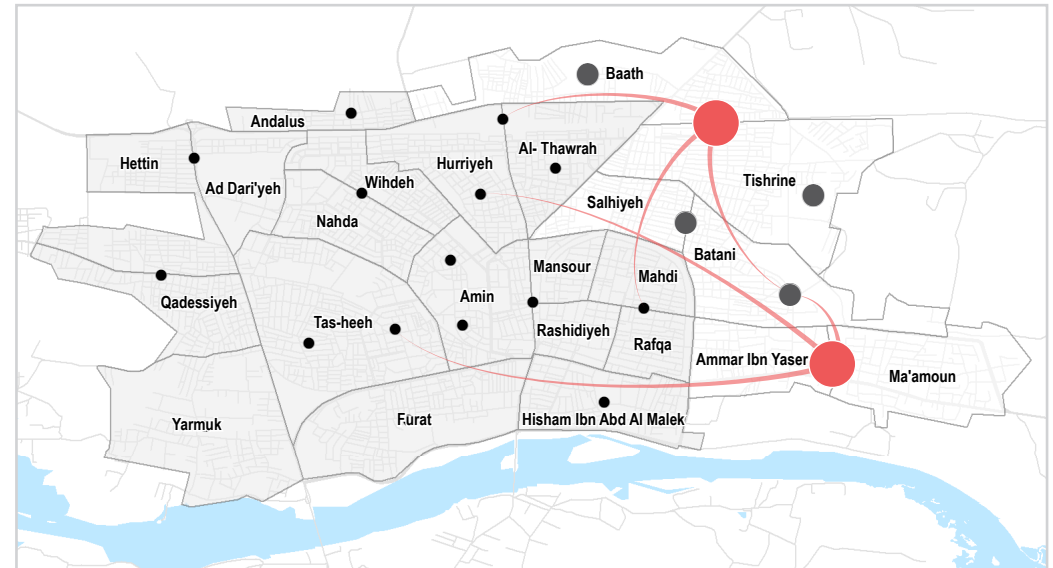 Baath
Andalus
Al- Thawrah
Hettin
Hurriyeh
Ad Dari'yeh
Wihdeh
Tishrine
Salhiyeh
Nahda
Batani
Mansour
Mahdi
Qadessiyeh
Amin
Tas-heeh
Rashidiyeh
Rafqa
Ammar Ibn Yaser
Ma'amoun
Yarmuk
Furat
Hisham Ibn Abd Al Malek